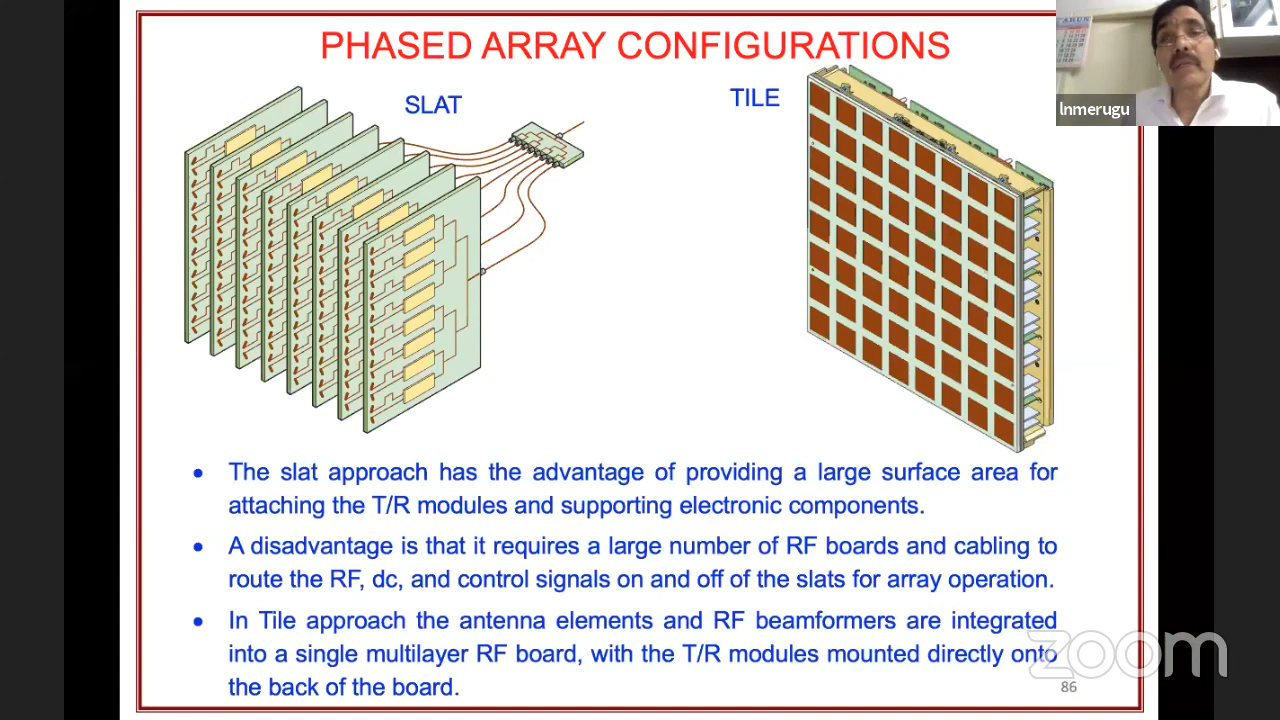 PHASED ARRAY CONFIGURATIONS
SLAT
TILE
lnmerugu
• The slat approach has the advantage of providing a large surface area for
attaching the T/R modules and supporting electronic components.
• A disadvantage is that it requires a large number of RF boards and cabling to
route the RF, dc, and control signals on and off of the slats for array operation.
• In Tile approach the antenna elements and RF beamformers are integrated
into a single multilayer RF board, with the T/R modules mounted directly onto
the back of the board.
zoom
86